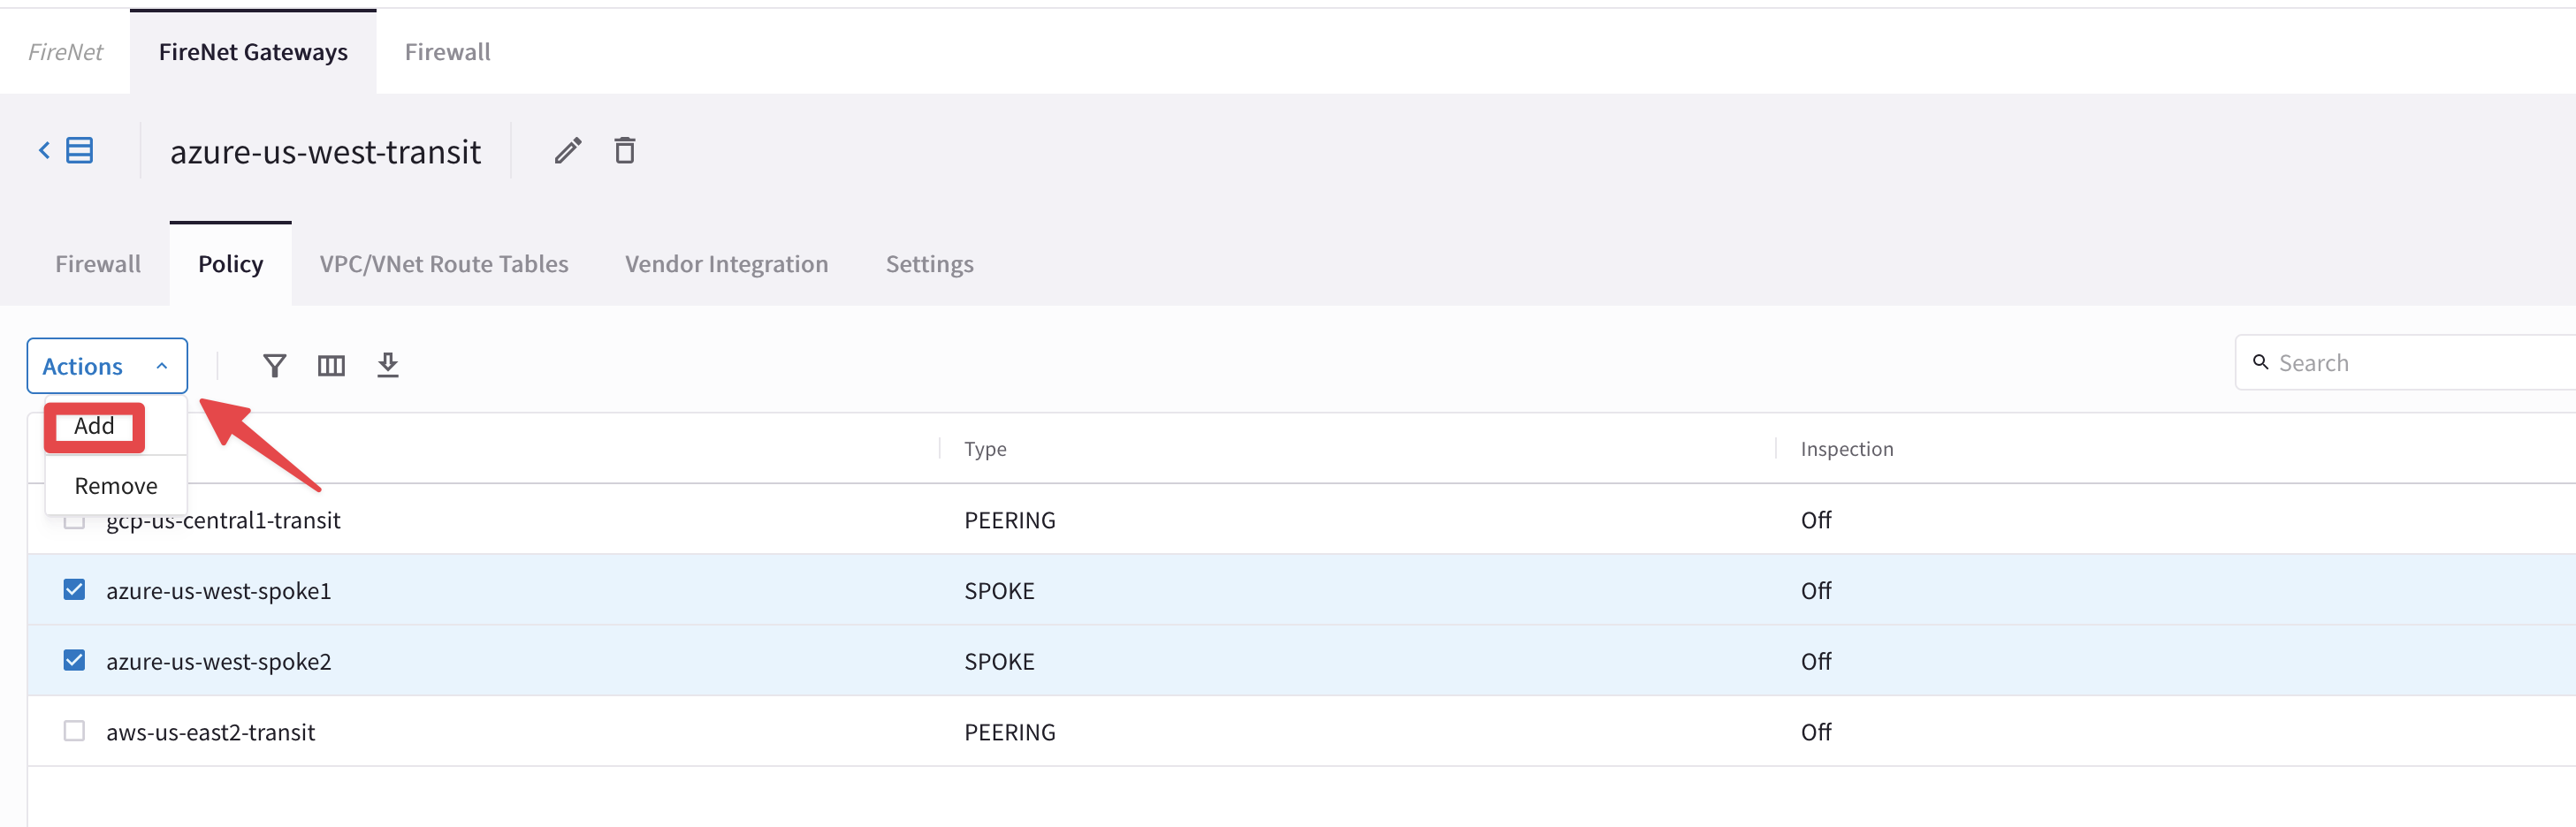 FireNet FireNet Gateways Firewall
azure-us-west-transit
Firewall Policy VPC/VNet Route Tables Vendor Integration Settings
Actions Search
Add
Type Inspection
Remove
gcp-us-central1-transit PEERING Off
azure-us-west-spoke1 SPOKE Off
azure-us-west-spoke2 SPOKE Off
aws-us-east2-transit PEERING Off